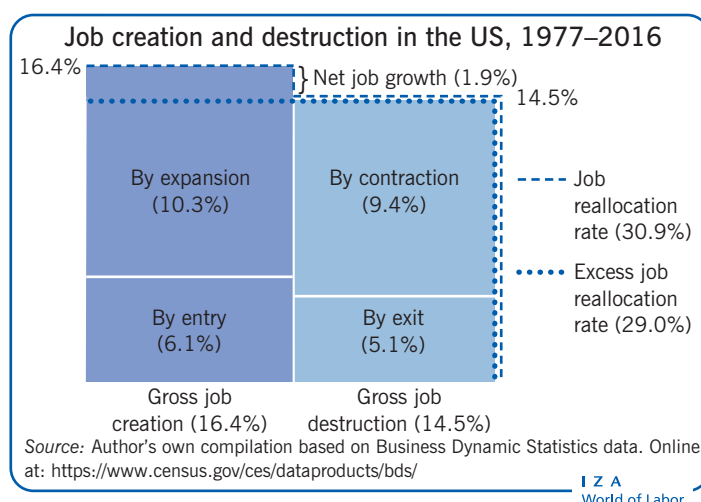 Job creation and destruction in the US, 1977–2016
16.4%
Net job growth (1.9%)
14.5%
By expansion
(10.3%)
By contraction
(9.4%)
Job
reallocation
rate (30.9%)
Excess job
reallocation
rate (29.0%)
By entry
(6.1%)
By exit
(5.1%)
Gross job
creation (16.4%)
Gross job
destruction (14.5%)
Source: Author's own compilation based on Business Dynamic Statistics data. Online
at: https://www.census.gov/ces/dataproducts/bds/
I Z A
World of Labor